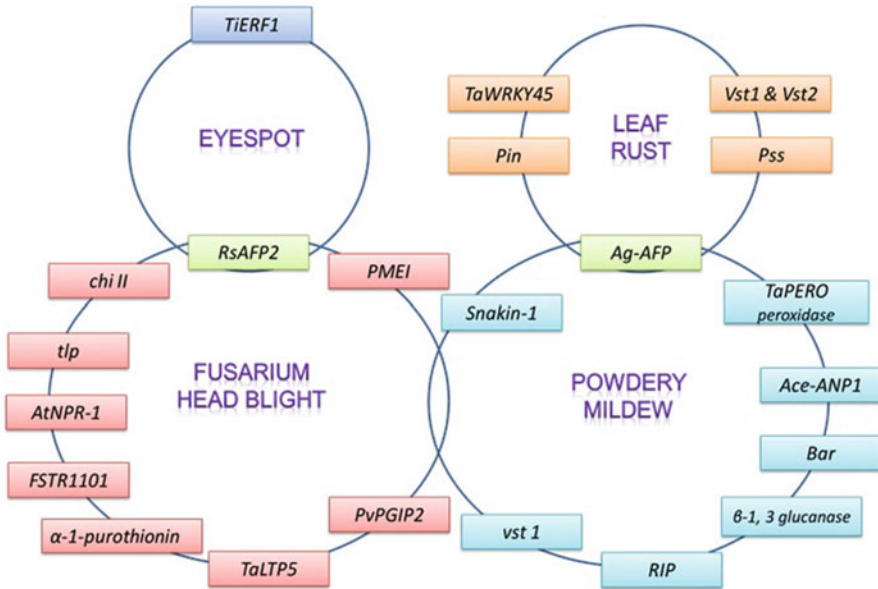 TiERF1
EYESPOT
TaWRKY45
Vst1 & Vst2
LEAF
RUST
Pin
Pss
RsAFP2
Ag-AFP
PMEI
chi II
Snakin-1
TaPERO
peroxidase
tlp
FUSARIUM
HEAD BLIGHT
POWDERY
MILDEW
Ace-ANP1
AtNPR-1
Bar
FSTR1101
PvPGIP2
β-1, 3 glucanase
α-1-purothionin
vst 1
TaLTP5
RIP